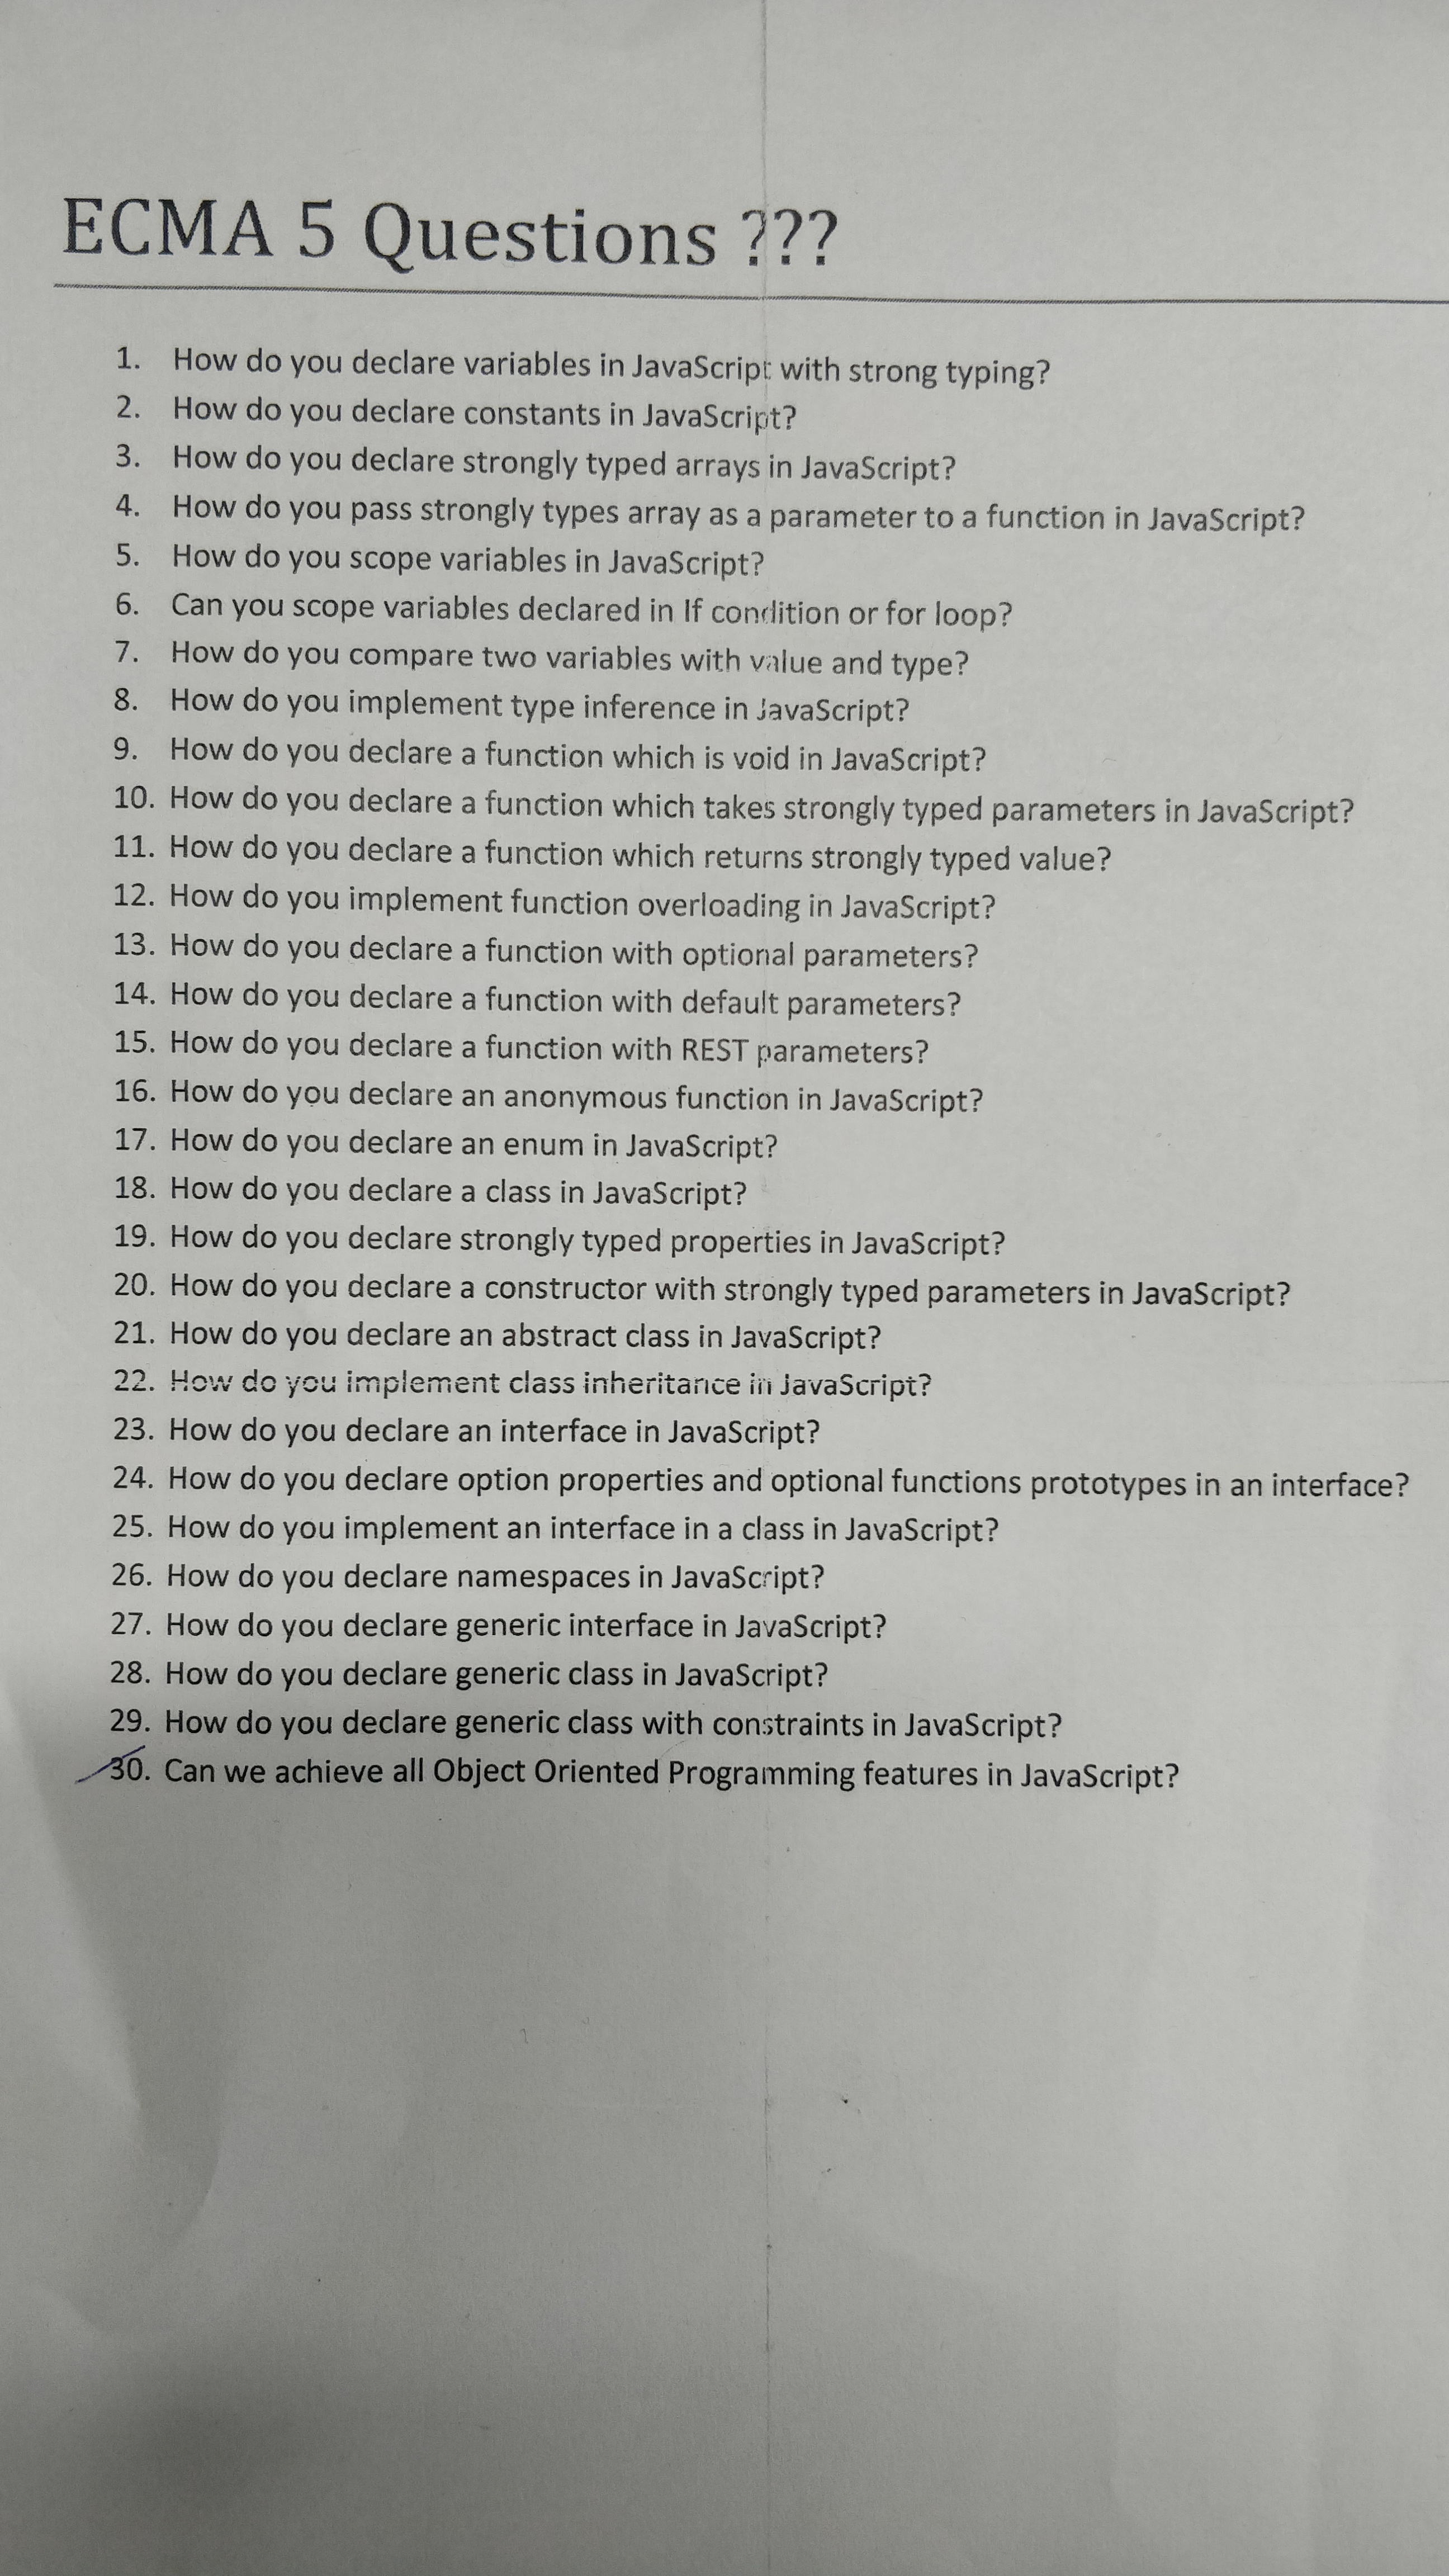 ECMA 5 Questions ???
1. How do you declare variables in JavaScript with strong typing?
2. How do you declare constants in JavaScript?
3. How do you declare strongly typed arrays in JavaScript?
4. How do you pass strongly types array as a parameter to a function in JavaScript?
5. How do you scope variables in JavaScript?
6. Can you scope variables declared in If condition or for loop?
7. How do you compare two variables with value and type?
8. How do you implement type inference in JavaScript?
9. How do you declare a function which is void in JavaScript?
10. How do you declare a function which takes strongly typed parameters in JavaScript?
11. How do you declare a function which returns strongly typed value?
12. How do you implement function overloading in JavaScript?
13. How do you declare a function with optional parameters?
14. How do you declare a function with default parameters?
15. How do you declare a function with REST parameters?
16. How do you declare an anonymous function in JavaScript?
17. How do you declare an enum in JavaScript?
18. How do you declare a class in JavaScript?
19. How do you declare strongly typed properties in JavaScript?
20. How do you declare a constructor with strongly typed parameters in JavaScript?
21. How do you declare an abstract class in JavaScript?
22. How do you implement class inheritance in JavaScript?
23. How do you declare an interface in JavaScript?
24. How do you declare option properties and optional functions prototypes in an interface?
25. How do you implement an interface in a class in JavaScript?
26. How do you declare namespaces in JavaScript?
27. How do you declare generic interface in JavaScript?
28. How do you declare generic class in JavaScript?
29. How do you declare generic class with constraints in JavaScript?
30. Can we achieve all Object Oriented Programming features in JavaScript?